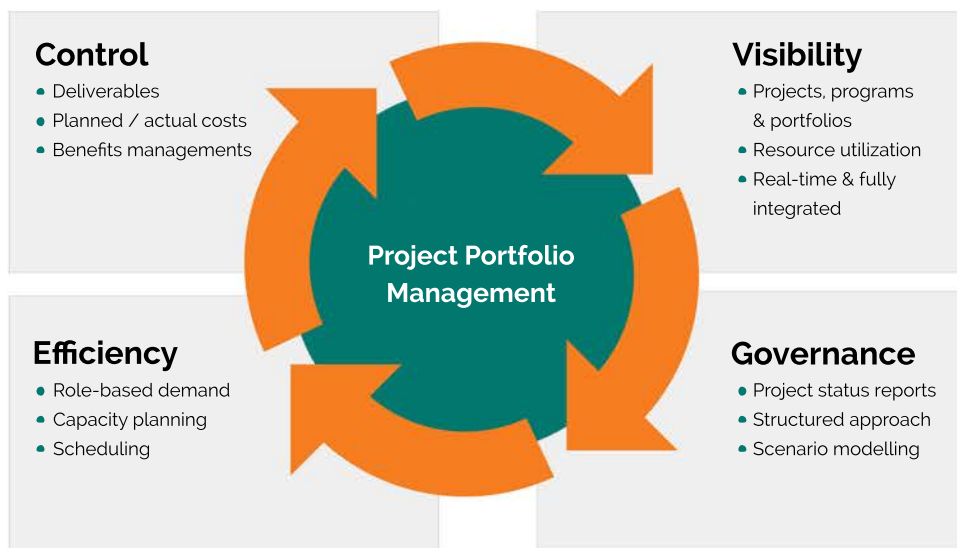 Control
Deliverables
Planned / actual costs
Benefits managements
Visibility
Projects, programs
& portfolios
Resource utilization
Real-time & fully
integrated
Project Portfolio
Management
Efficiency
Role-based demand
Capacity planning
Scheduling
Governance
Project status reports
Structured approach
Scenario modelling